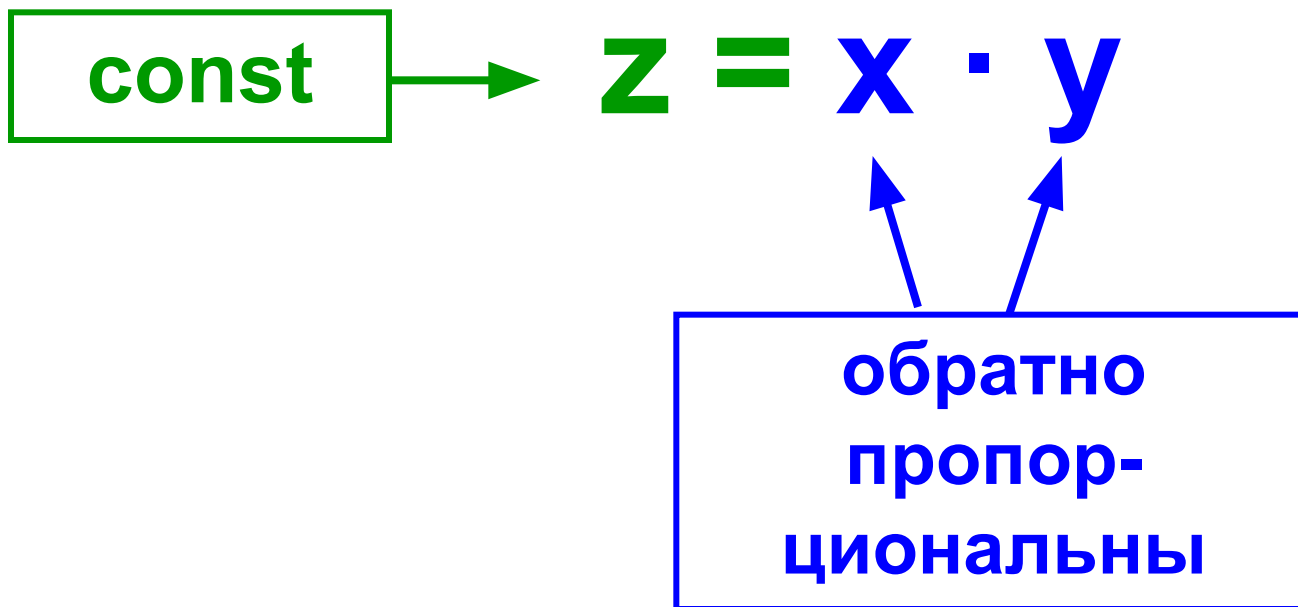 const
z = x · y
обратно
пропор-
циональны